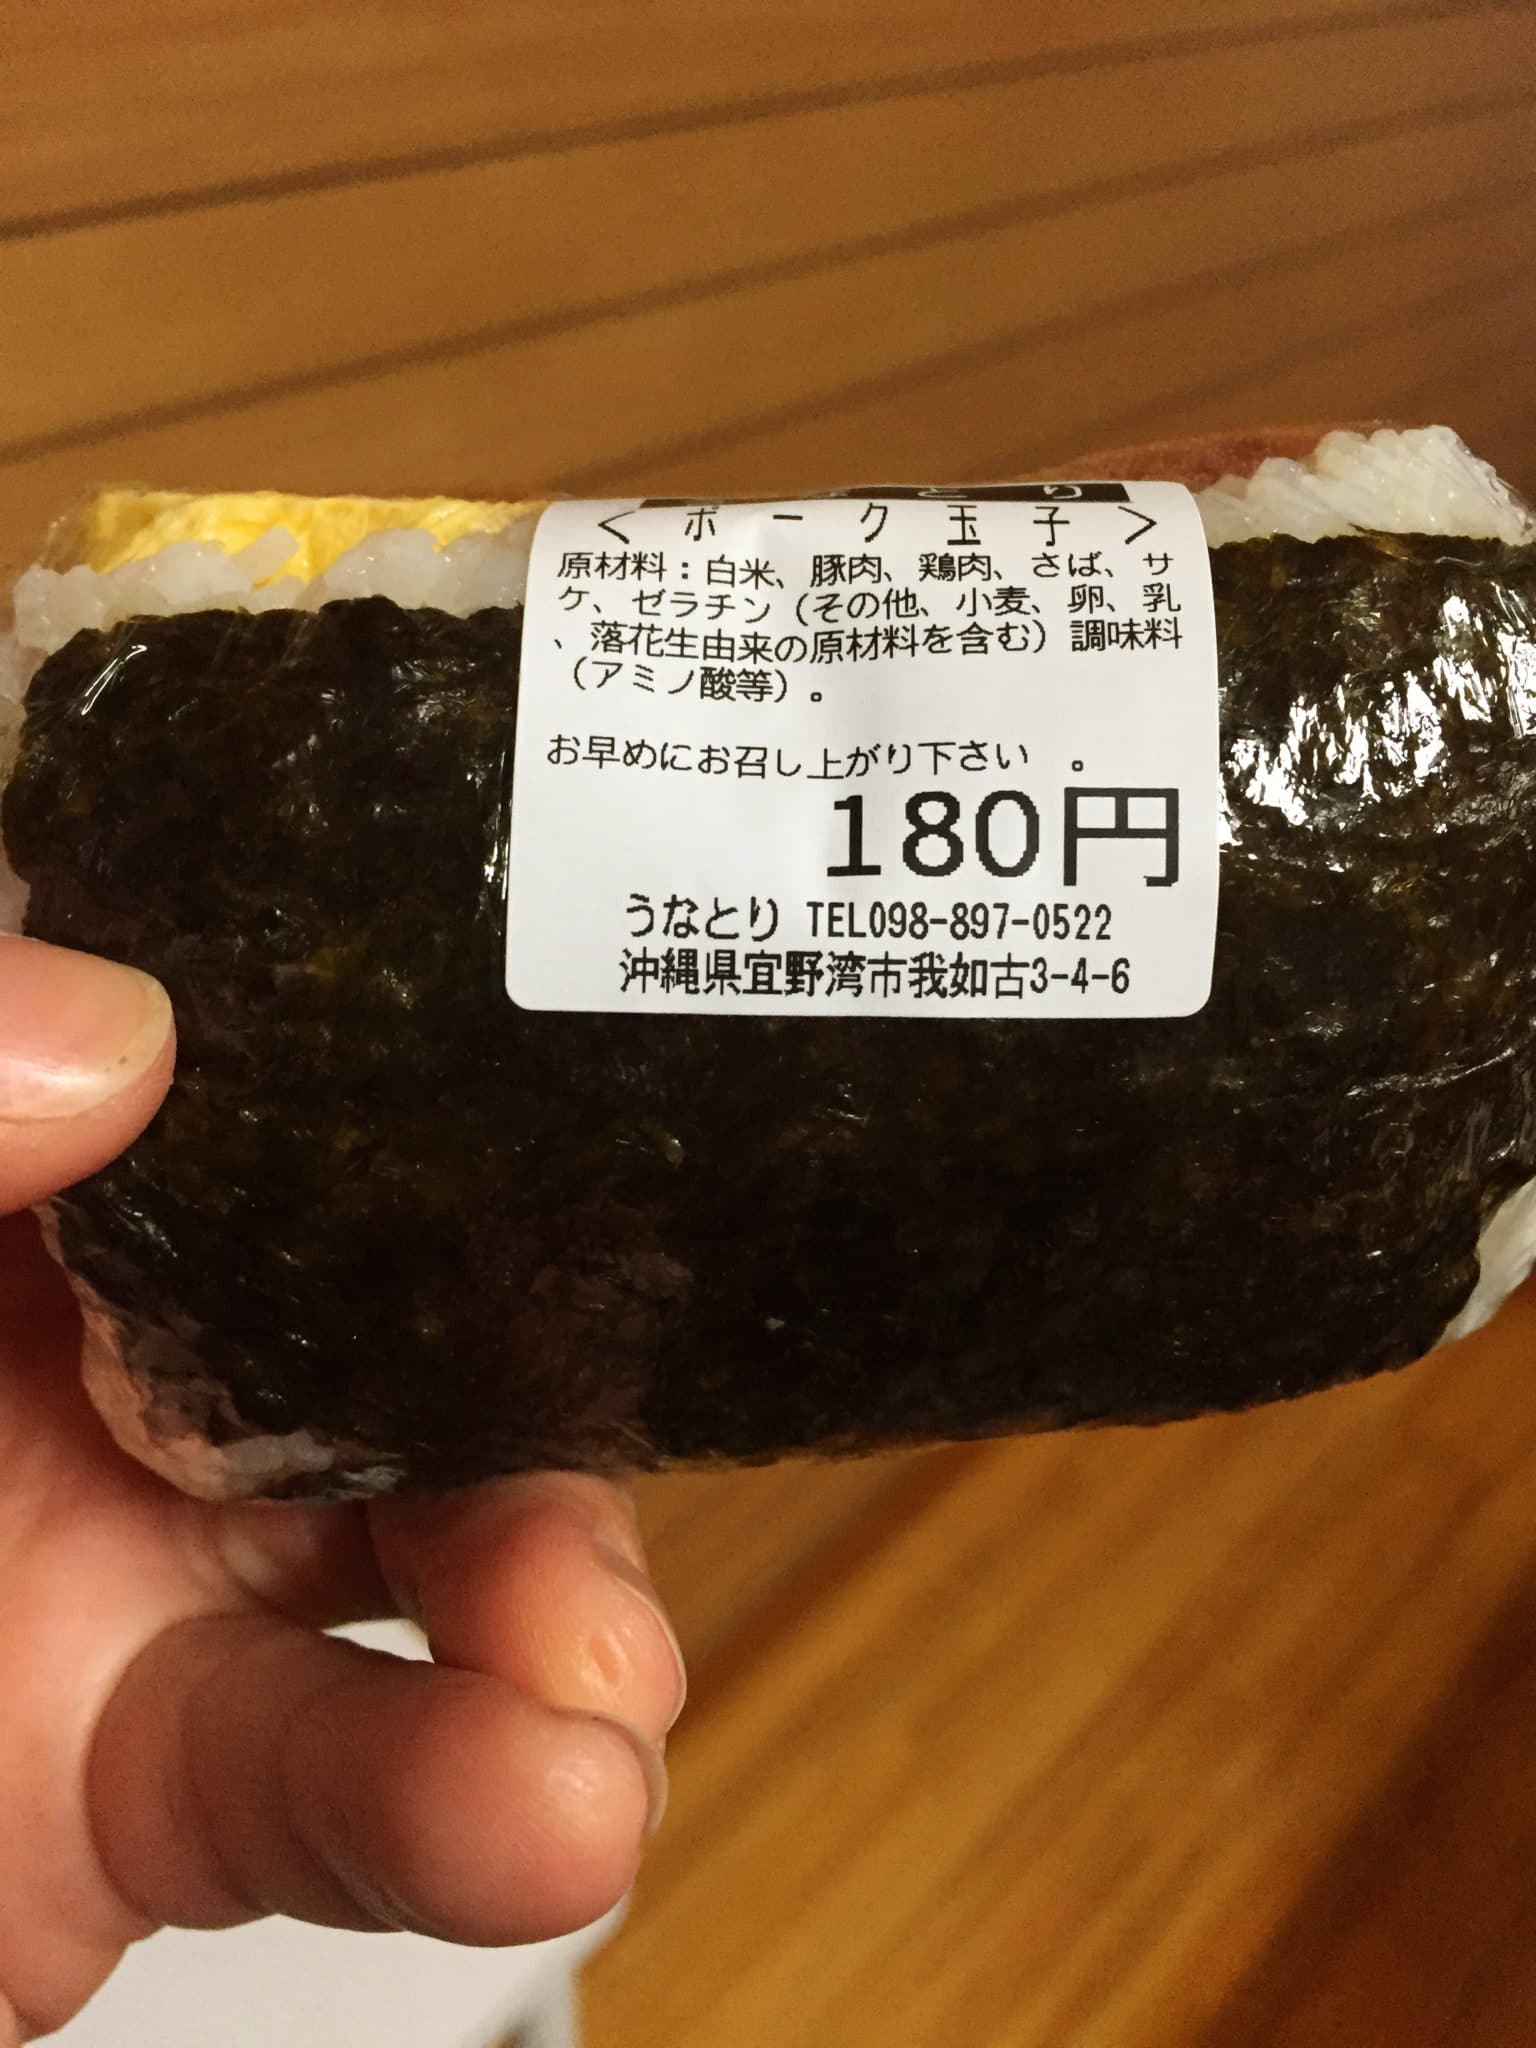 とり
＜ポーク玉子＞
原材料：白米、豚肉、鶏肉、さば、サ
ケ、ゼラチン（その他、小麦、卵、乳
、落花生由来の原材料を含む）調味料
（アミノ酸等）。
お早めにお召し上がり下さい　。
180円
うなとり TEL098-897-0522
沖縄県宜野湾市我如古3-4-6